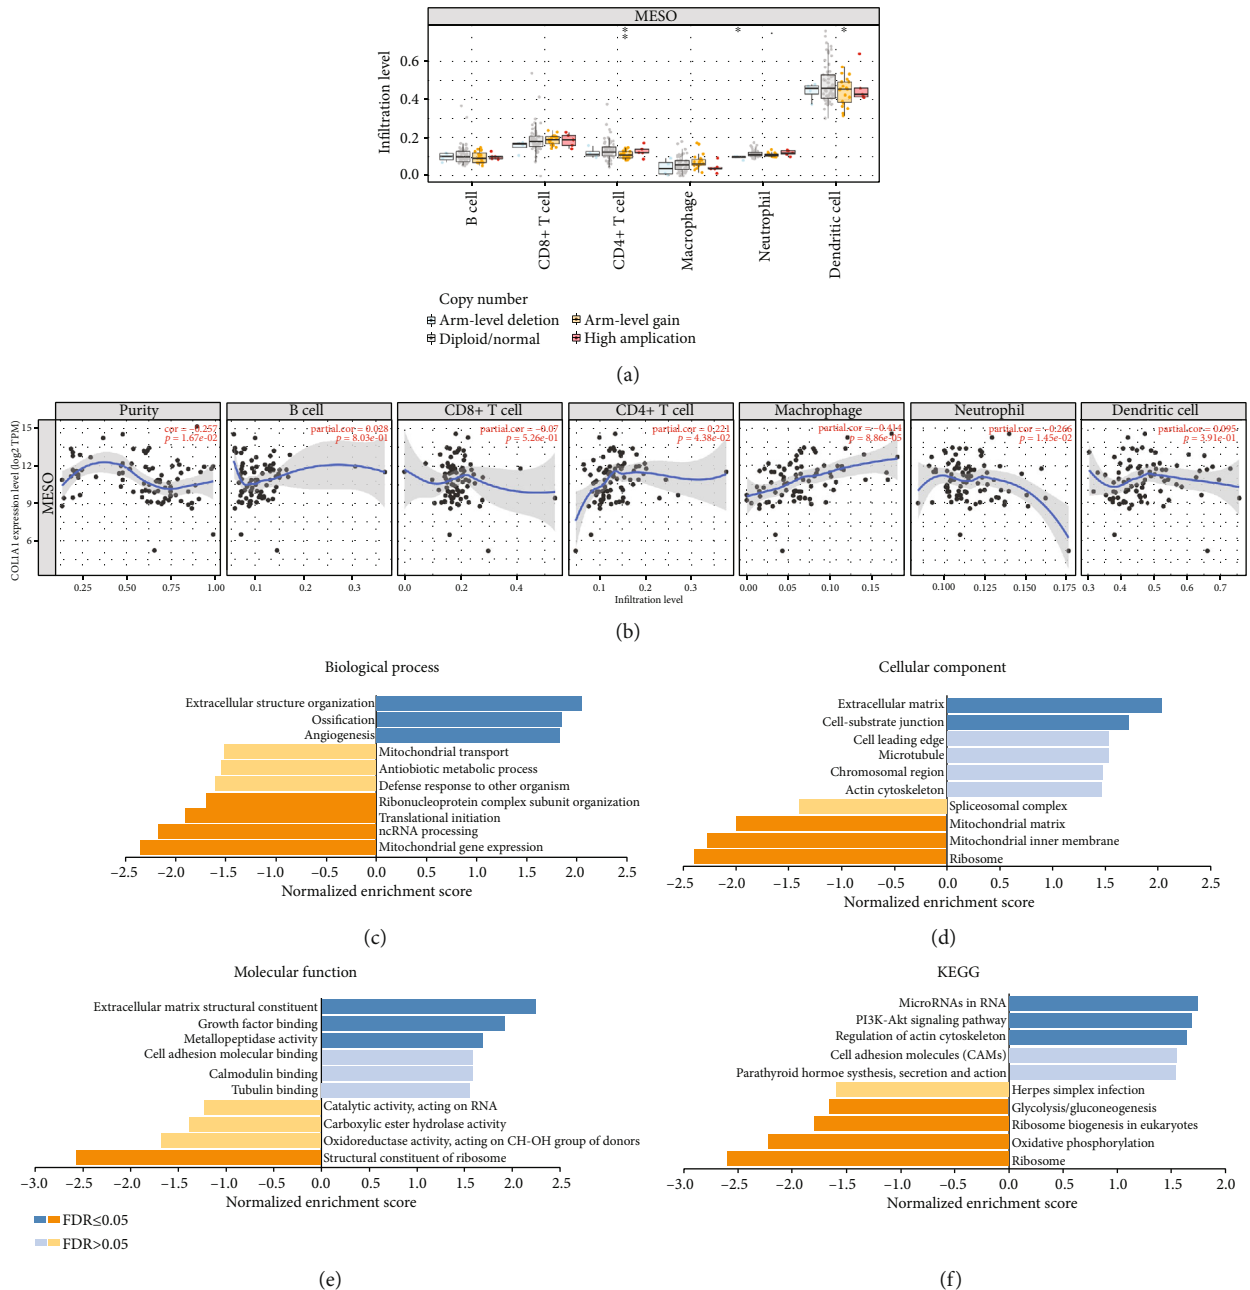 MESO
* * * *
Infiltration level
0.6
0.4
0.2
0.0
B cell
CD8+ T cell
CD4+ T cell
Macrophage
Neutrophil
Dendritic cell
Copy number
Arm-level deletion
Arm-level gain
Diploid/normal
High amplication
(a)
Purity
B cell
CD8+ T cell
CD4+ T cell
Machrophage
Neutrophil
Dendritic cell
cor = −0.257
p = 1.67e−02
partial.cor = 0.028
p = 8.03e−01
partial.cor = −0.07
p = 5.26e−01
partial.cor = 0.221
p = 4.38e−02
partial.cor = −0.414
p = 8.86e−05
partial.cor = −0.266
p = 1.45e−02
partial.cor = −0.095
p = 3.91e−01
COLIA1 expression level (log2 TPM)
MESO
15
12
9
6
0.25 0.50 0.75 1.00
0.1 0.2 0.3
0.0 0.2 0.4
0.1 0.2 0.3
0.00 0.05 0.10 0.15
0.100 0.125 0.150 0.175
0.3 0.4 0.5 0.6 0.7
Infiltration level
(b)
Biological process
Extracellular structure organization
Ossification
Angiogenesis
Mitochondrial transport
Antiobiotic metabolic process
Defense response to other organism
Ribonucleoprotein complex subunit organization
Translational initiation
ncRNA processing
Mitochondrial gene expression
−2.5 −2.0 −1.5 −1.0 −0.5 0.0 0.5 1.0 1.5 2.0 2.5
Normalized enrichment score
(c)
Cellular component
Extracellular matrix
Cell-substrate junction
Cell leading edge
Microtubule
Chromosomal region
Actin cytoskeleton
Spliceosomal complex
Mitochondrial matrix
Mitochondrial inner membrane
Ribosome
−2.5 −2.0 −1.5 −1.0 −0.5 0.0 0.5 1.0 1.5 2.0 2.5
Normalized enrichment score
(d)
Molecular function
Extracellular matrix structural constituent
Growth factor binding
Metallopeptidase activity
Cell adhesion molecular binding
Calmodulin binding
Tubulin binding
Catalytic activity, acting on RNA
Carboxylic ester hydrolase activity
Oxidoreductase activity, acting on CH-OH group of donors
Structural constituent of ribosome
−3.0 −2.5 −2.0 −1.5 −1.0 −0.5 0.0 0.5 1.0 1.5 2.0 2.5
Normalized enrichment score
FDR≤0.05
FDR>0.05
(e)
KEGG
MicroRNAs in RNA
PI3K-Akt signaling pathway
Regulation of actin cytoskeleton
Cell adhesion molecules (CAMs)
Parathyroid hormoe systhesis, secretion and action
Herpes simplex infection
Glycolysis/gluconeogenesis
Ribosome biogenesis in eukaryotes
Oxidative phosphorylation
Ribosome
−3.0 −2.5 −2.0 −1.5 −1.0 −0.5 0.0 0.5 1.0 1.5 2.0
Normalized enrichment score
(f)